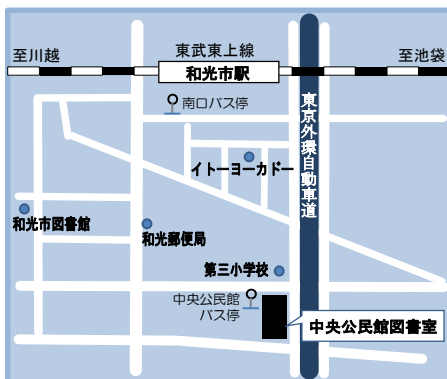 東武東上線
至川越
至池袋
和光市駅
南口バス停
東京外環自動車道
イトーヨーカドー
和光市図書館
和光郵便局
第三小学校
中央公民館
バス停
中央公民館図書室